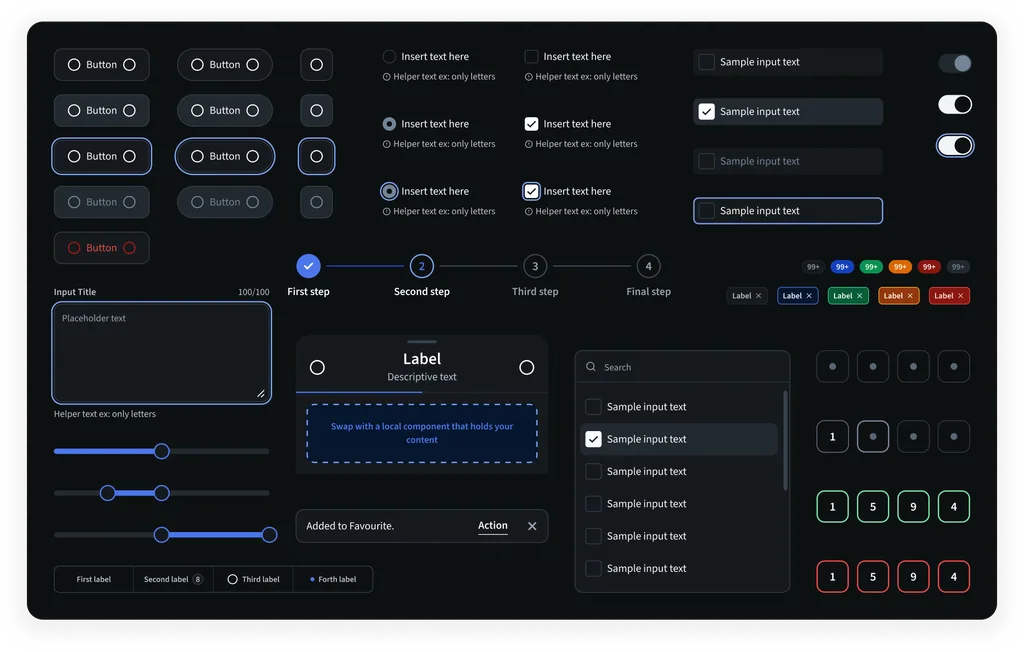 Button
Button
Button
Button
Button
Button
Button
Button
Button
Insert text here
Helper text ex: only letters
Insert text here
Helper text ex: only letters
Insert text here
Helper text ex: only letters
Insert text here
Helper text ex: only letters
Insert text here
Helper text ex: only letters
Insert text here
Helper text ex: only letters
Sample input text
Sample input text
Sample input text
Sample input text
2
3
4
First step
Second step
Third step
Final step
99+
99+
99+
99+
99+
99+
Label
Label
Label
Label
Label
Input Title
100/100
Placeholder text
Helper text ex: only letters
Label
Descriptive text
Swap with a local component that holds your
content
Added to Favourite.
Action
First label
Second label 8
Third label
Forth label
Search
Sample input text
Sample input text
Sample input text
Sample input text
Sample input text
Sample input text
1
1 5 9 4
1 5 9 4